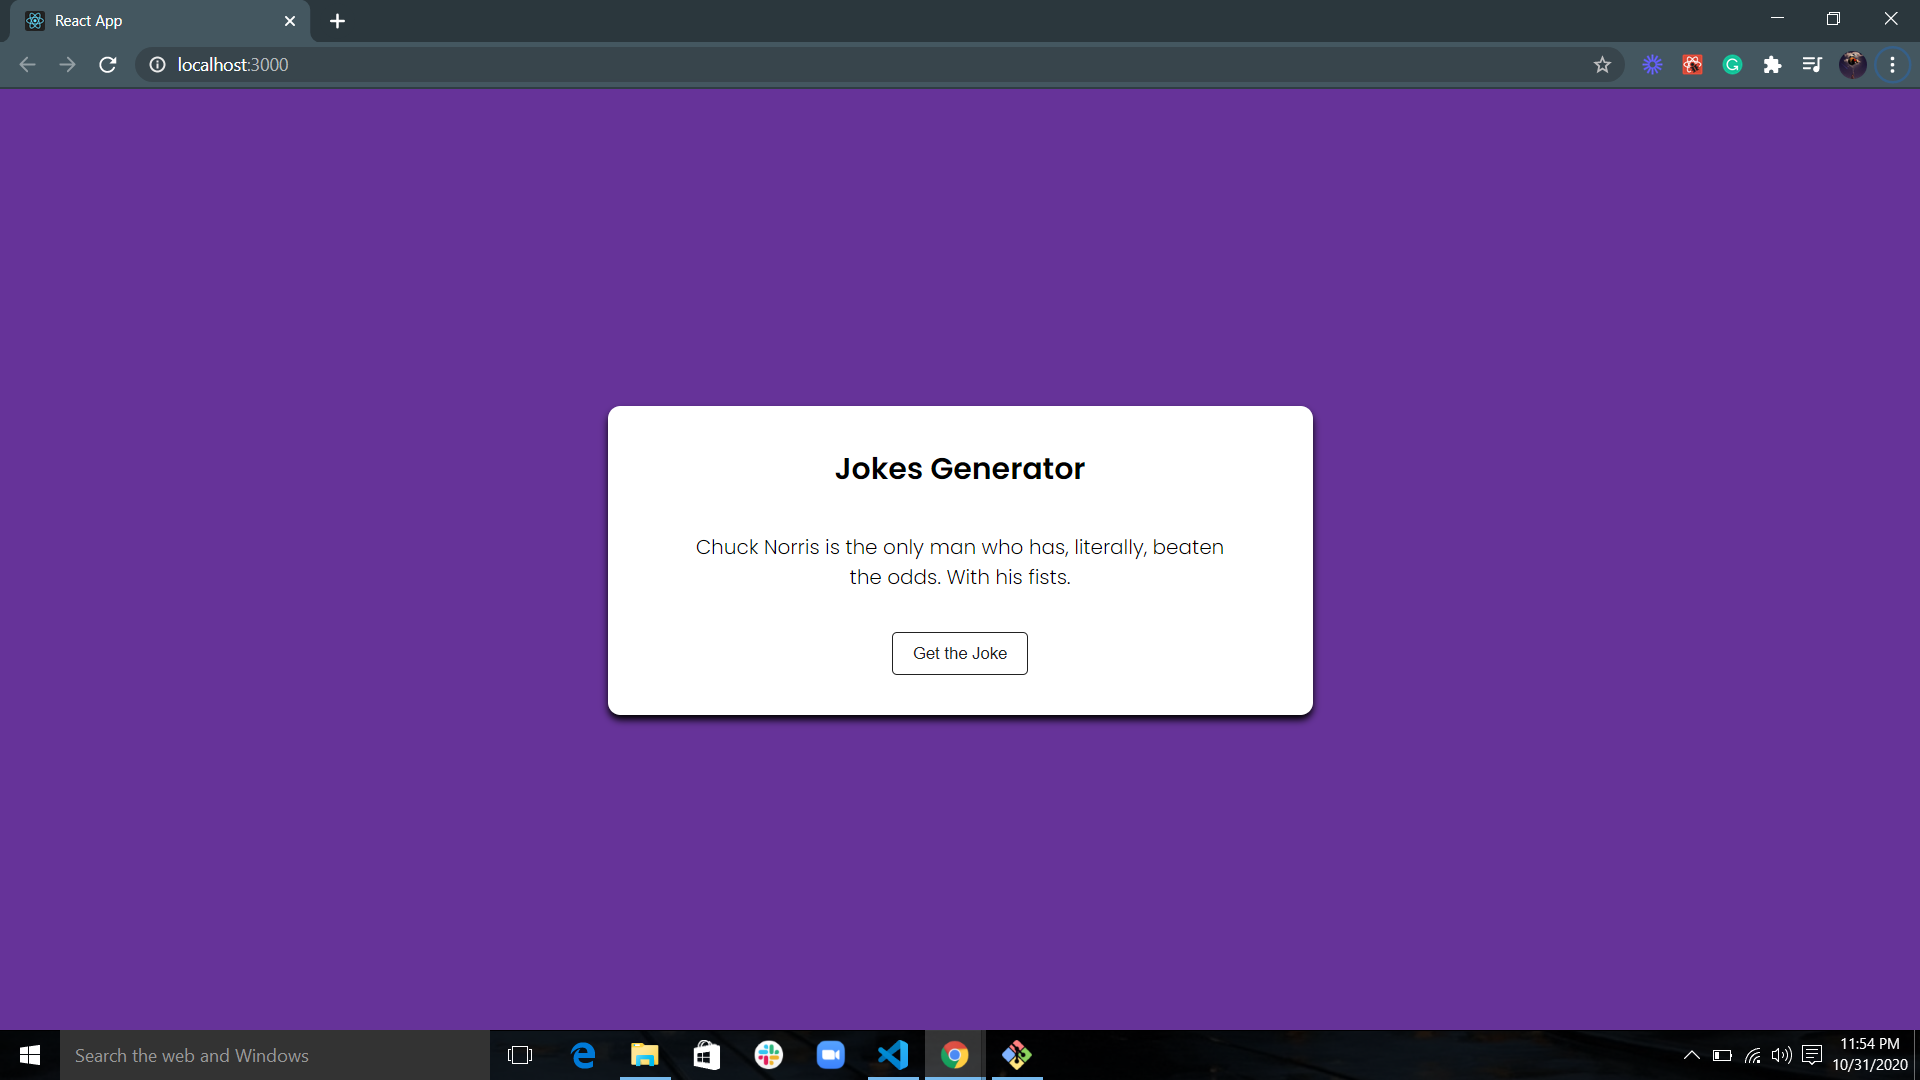 React App
localhost:3000
Jokes Generator
Chuck Norris is the only man who has, literally, beaten
the odds. With his fists.
Get the Joke
Search the web and Windows
11:54 PM
10/31/2020